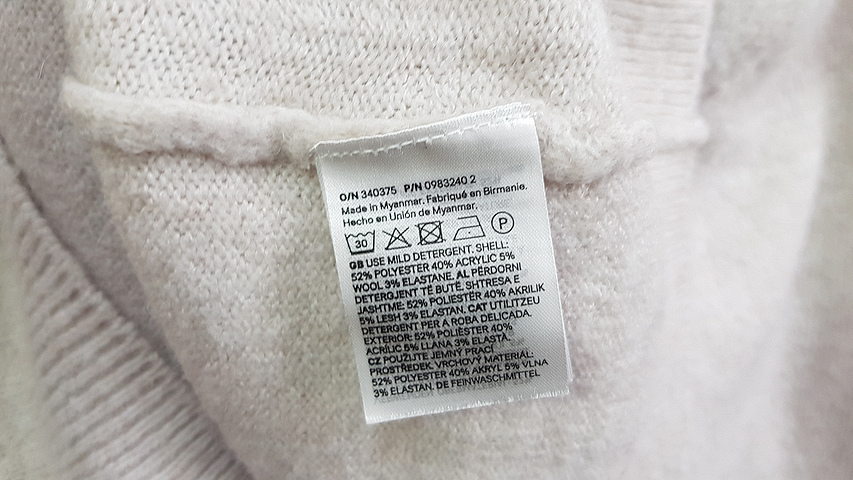 O/N 340375 P/N 0983240 2
Made in Myanmar. Fabriqué en Birmanie.
Hecho en Unión de Myanmar.
30 P
GB USE MILD DETERGENT. SHELL:
52% POLYESTER 40% ACRYLIC 5%
WOOL 3% ELASTANE. AL PËRDORNI
DETERGJENT TË BUTË. SHTRESA E
JASHTME: 52% POLIESTËR 40% AKRILIK
5% LESH 3% ELASTAN. CAT UTILITZEU
DETERGENT PER A ROBA DELICADA.
EXTERIOR: 52% POLIÈSTER 40%
ACRÍLIC 5% LLANA 3% ELASTÀ.
CZ POUŽIJTE JEMNÝ PRACÍ
PROSTŘEDEK. VRCHOVÝ MATERIÁL:
52% POLYESTER 40% AKRYL 5% VLNA
3% ELASTAN. DE FEINWASCHMITTEL